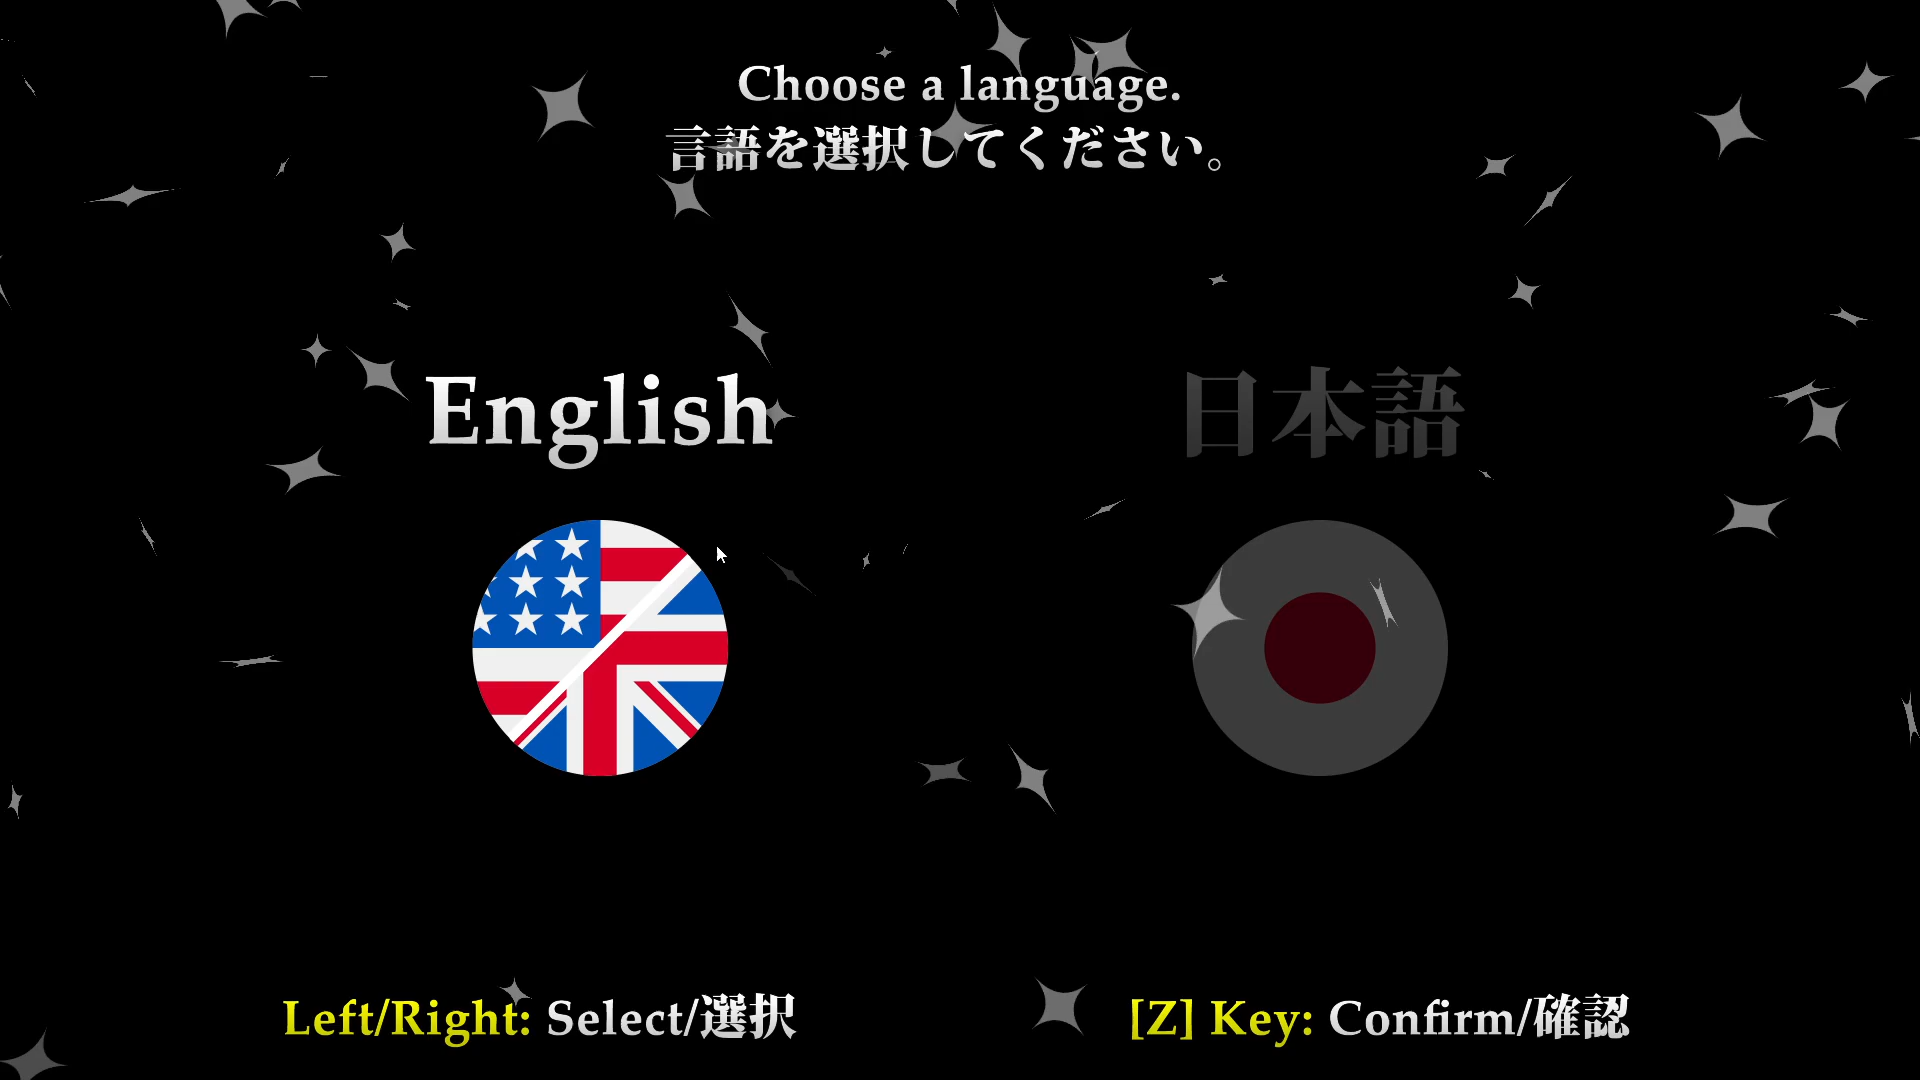 Choose a language.
言語を選択してください。
English
日本語
Left/Right: Select/選択
[Z] Key: Confirm/確認